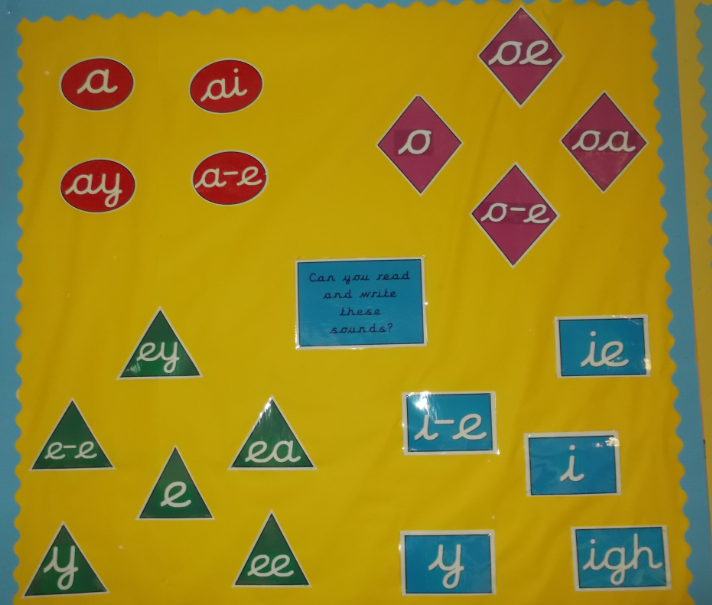 a
ai
ay
a-e
oe
o
oa
o-e
Can you read
and write
these
sounds?
ey
e-e
ea
e
y
ee
ie
i-e
i
y
igh